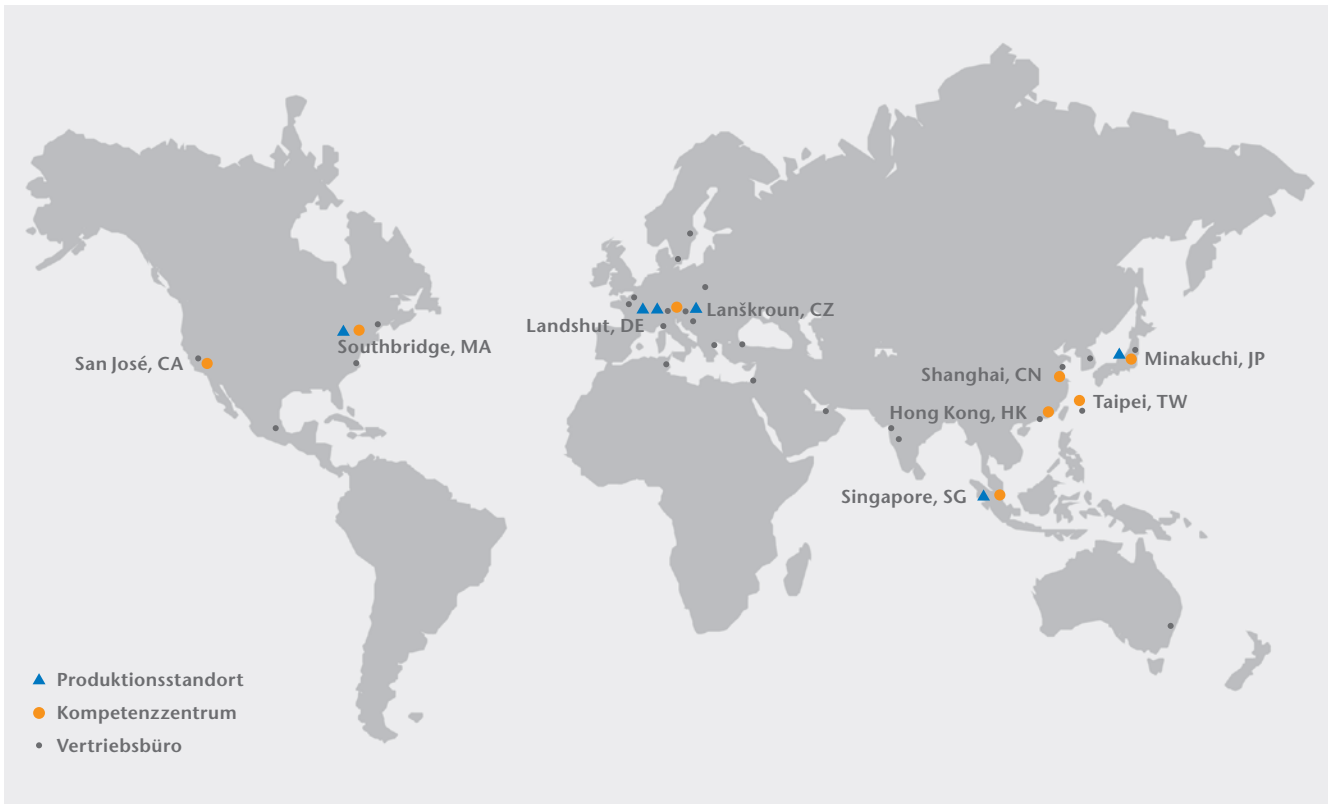 Landshut, DE
Lanškroun, CZ
Southbridge, MA
San José, CA
Shanghai, CN
Minakuchi, JP
Hong Kong, HK
Taipei, TW
Singapore, SG
Produktionsstandort
Kompetenzzentrum
Vertriebsbüro